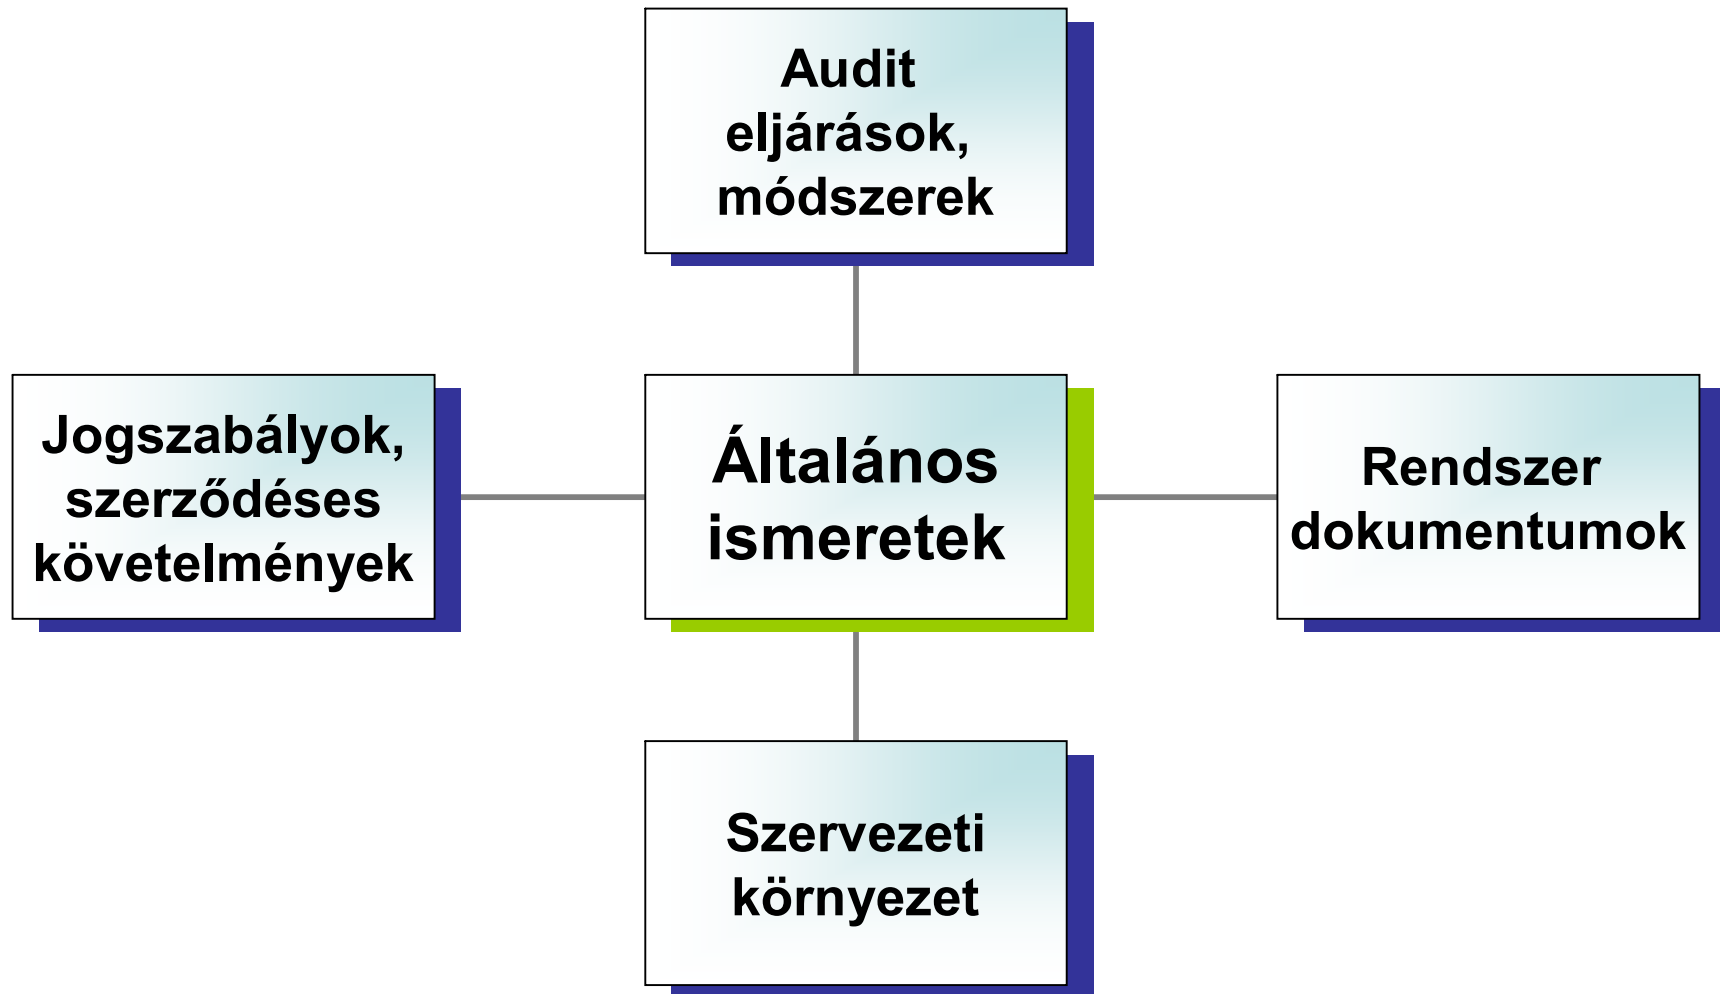 Audit
eljárások,
módszerek
Jogszabályok,
szerződéses
követelmények
Általános
ismeretek
Rendszer
dokumentumok
Szervezeti
környezet